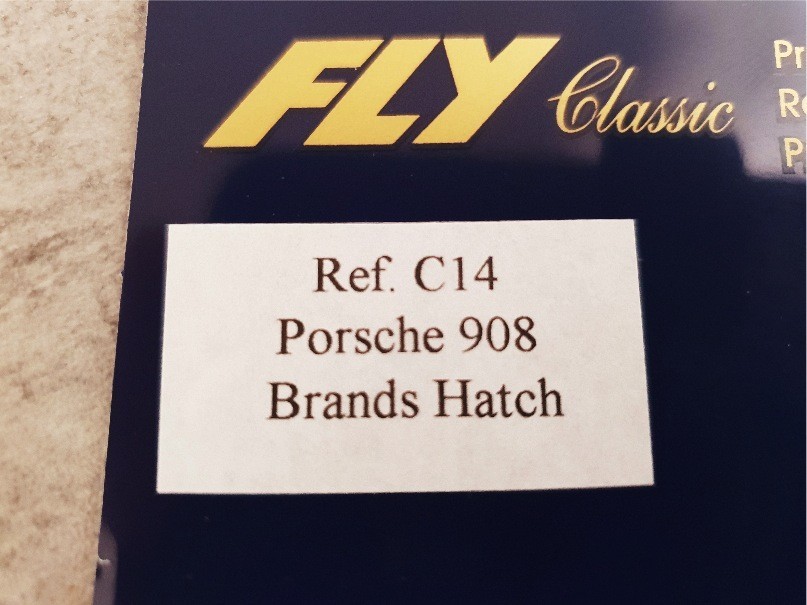 FLY Classic
Ref. C14
Porsche 908
Brands Hatch